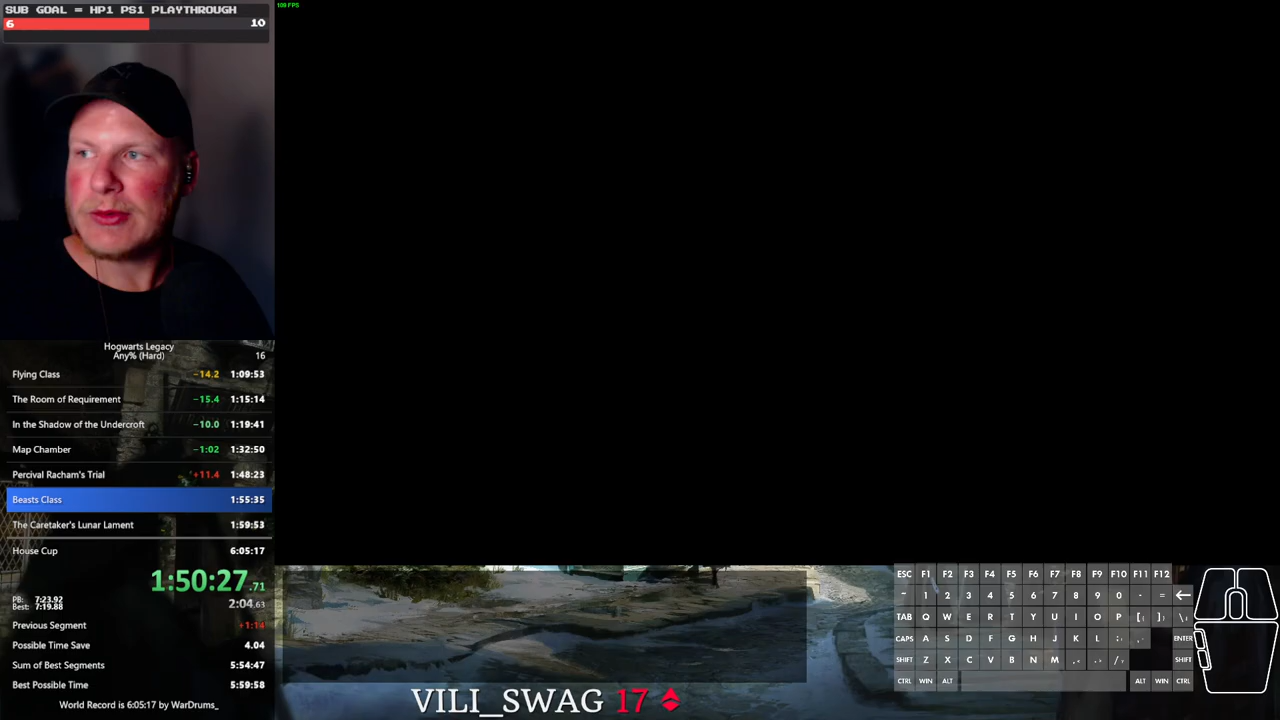 SUB GOAL = HP1 PS1 PLAYTHROUGH
6 10
109 FPS
Hogwarts Legacy
Any% (Hard) 16
Flying Class -14.2 1:09:53
The Room of Requirement -15.4 1:15:14
In the Shadow of the Undercroft -10.0 1:19:41
Map Chamber -1:02 1:32:50
Percival Racham's Trial +11.4 1:48:23
Beasts Class 1:55:35
The Caretaker's Lunar Lament 1:59:53
House Cup 6:05:17
1:50:27.71
PB: 7:23.92
Best: 7:19.88
2:04.63
Previous Segment +1:14
Possible Time Save 4.04
Sum of Best Segments 5:54:47
Best Possible Time 5:59:58
World Record is 6:05:17 by WarDrums_
VILI_SWAG 17
ESC F1 F2 F3 F4 F5 F6 F7 F8 F9 F10 F11 F12
~ 1 2 3 4 5 6 7 8 9 0 - =
TAB Q W E R T Y U I O P
CAPS A S D F G H J K L ENTER
SHIFT Z X C V B N M SHIFT
CTRL WIN ALT ALT WIN CTRL